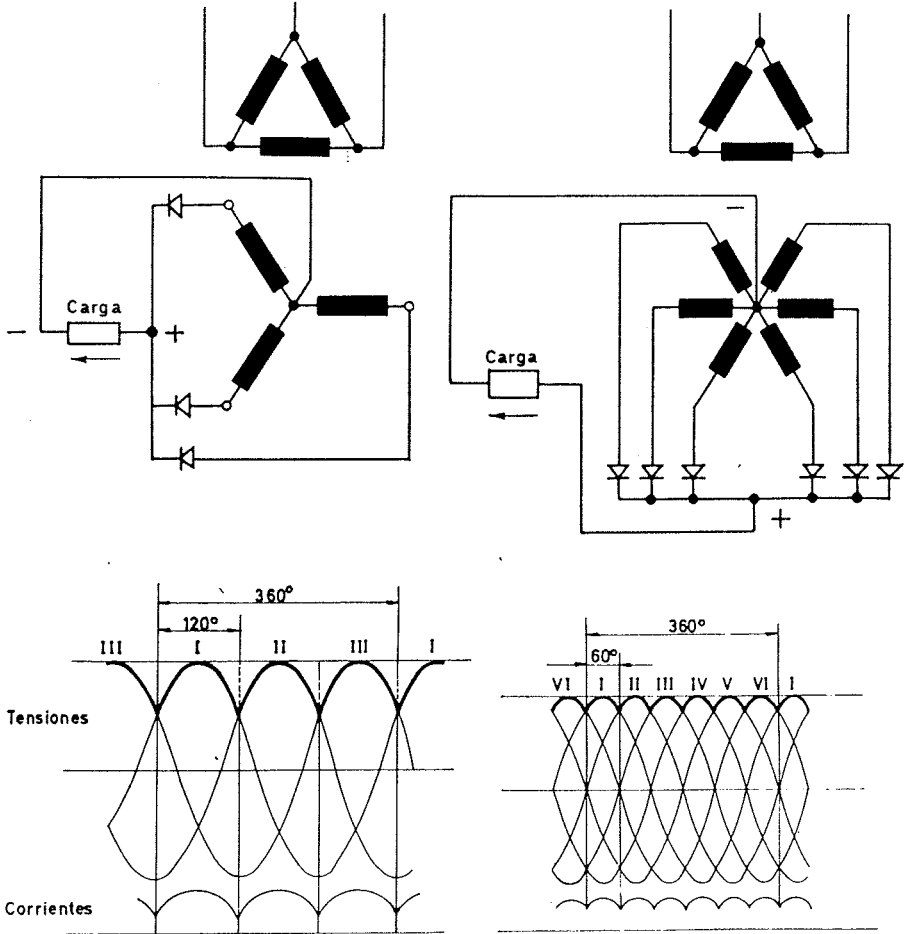 Carga
- +
Carga
-
+
360°
120°
III I II III I
Tensiones
Corrientes
360°
60°
VI I II III IV V VI I